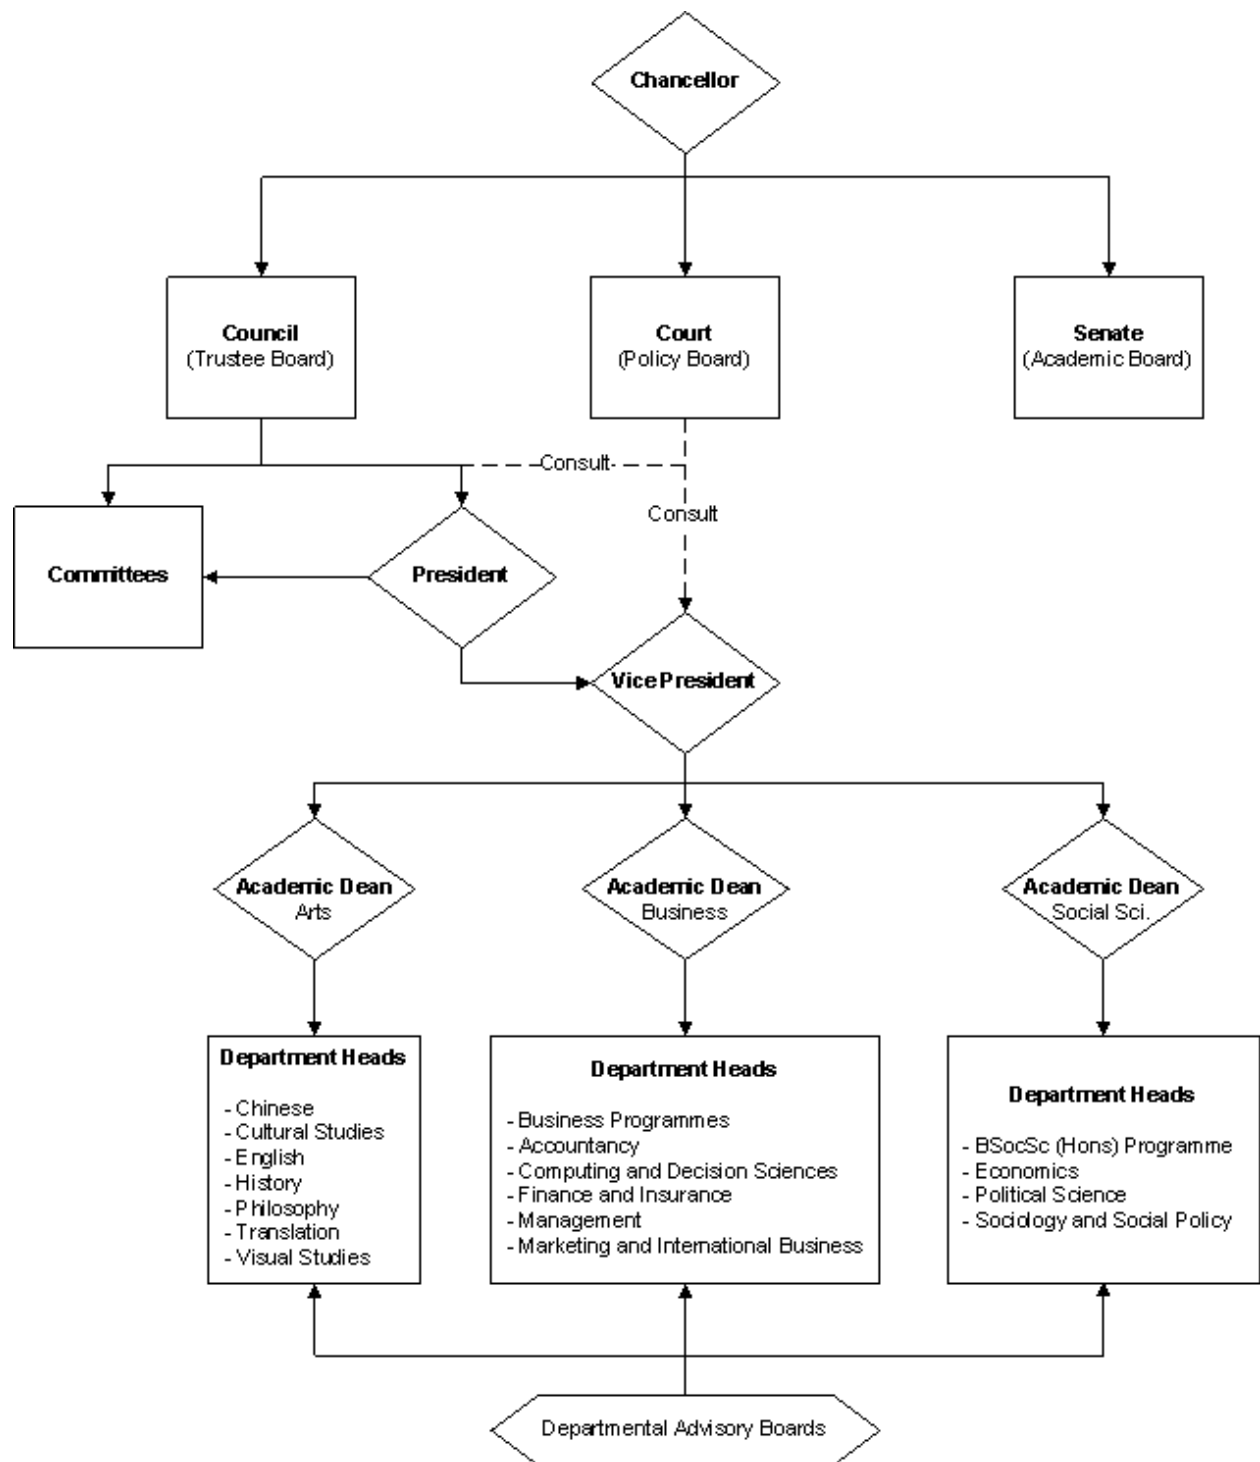 Chancellor
Council
(Trustee Board)
Court
(Policy Board)
Senate
(Academic Board)
Consult
Consult
Committees
President
Vice President
Academic Dean
Arts
Academic Dean
Business
Academic Dean
Social Sci.
Department Heads
- Chinese
- Cultural Studies
- English
- History
- Philosophy
- Translation
- Visual Studies
Department Heads
- Business Programmes
- Accountancy
- Computing and Decision Sciences
- Finance and Insurance
- Management
- Marketing and International Business
Department Heads
- BSocSc (Hons) Programme
- Economics
- Political Science
- Sociology and Social Policy
Departmental Advisory Boards